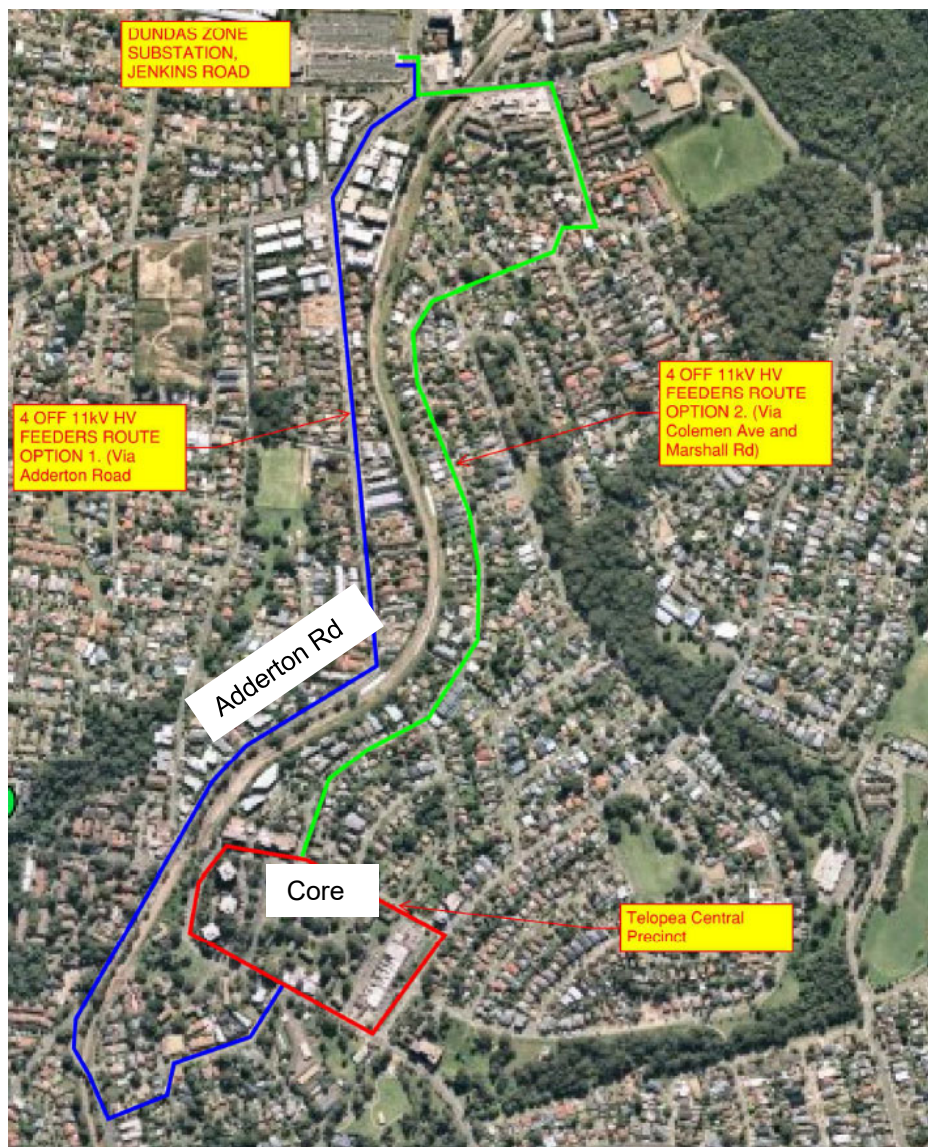 DUNDAS ZONE
SUBSTATION,
JENKINS ROAD
4 OFF 11kV HV
FEEDERS ROUTE
OPTION 2. (Via
Colemen Ave and
Marshall Rd)
4 OFF 11kV HV
FEEDERS ROUTE
OPTION 1. (Via
Adderton Road
Adderton Rd
Core
Telopea Central
Precinct